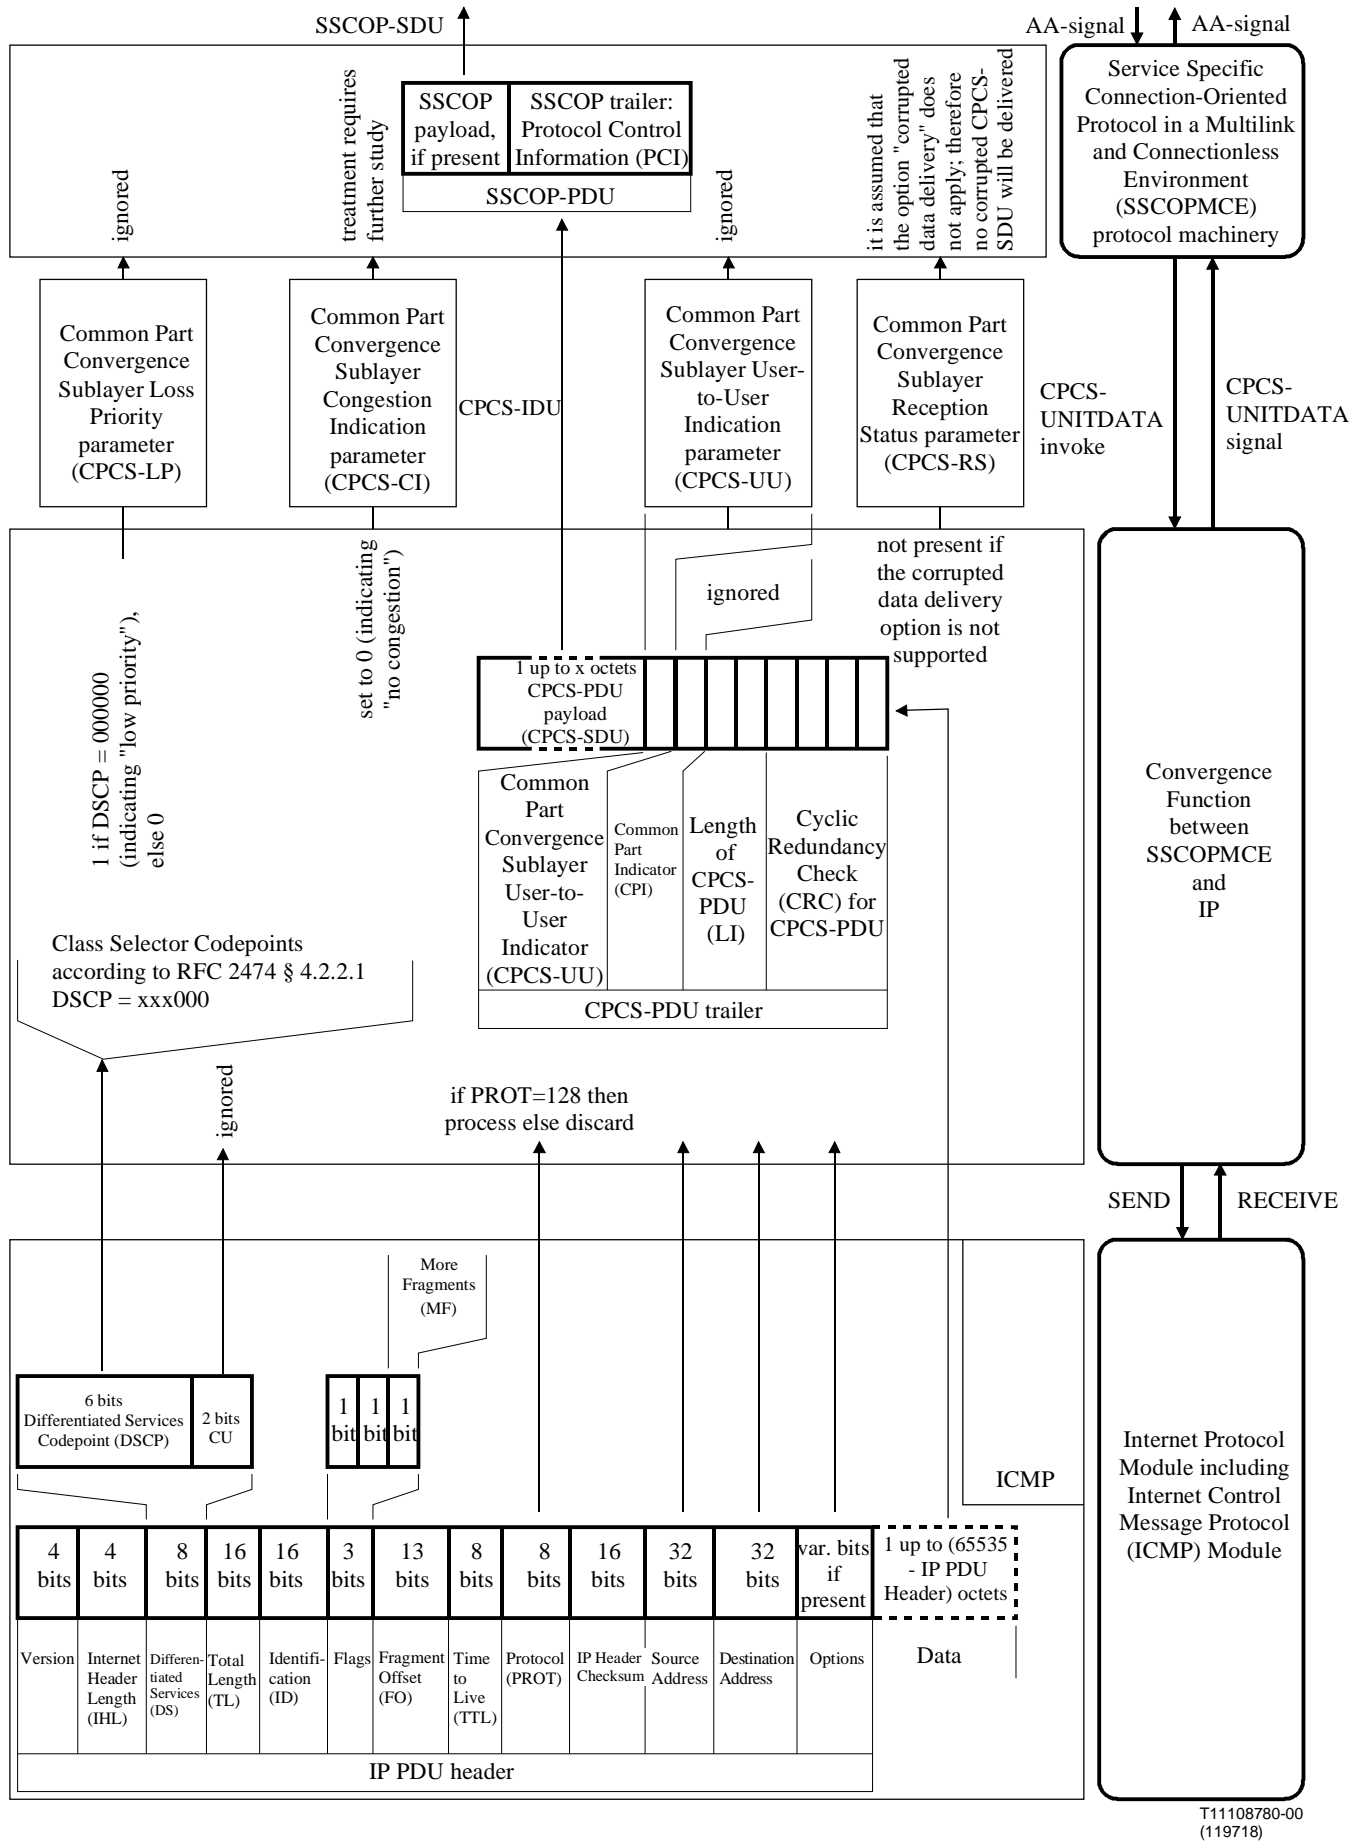 SSCOP-SDU
AA-signal
AA-signal
treatment requires
further study
SSCOP
payload,
if present
SSCOP trailer:
Protocol Control
Information (PCI)
SSCOP-PDU
ignored
ignored
it is assumed that
the option "corrupted
data delivery" does
not apply; therefore
no corrupted CPCS-
SDU will be delivered
Service Specific
Connection-Oriented
Protocol in a Multilink
and Connectionless
Environment
(SSCOPMCE)
protocol machinery
Common Part
Convergence
Sublayer Loss
Priority
parameter
(CPCS-LP)
Common Part
Convergence
Sublayer
Congestion
Indication
parameter
(CPCS-CI)
CPCS-IDU
Common Part
Convergence
Sublayer User-
to-User
Indication
parameter
(CPCS-UU)
Common Part
Convergence
Sublayer
Reception
Status parameter
(CPCS-RS)
CPCS-
UNITDATA
invoke
CPCS-
UNITDATA
signal
1 if DSCP = 000000
(indicating "low priority"),
else 0
set to 0 (indicating
"no congestion")
ignored
not present if
the corrupted
data delivery
option is not
supported
1 up to x octets
CPCS-PDU
payload
(CPCS-SDU)
Common
Part
Convergence
Sublayer
User-to-
User
Indicator
(CPCS-UU)
Common
Part
Indicator
(CPI)
Length
of
CPCS-
PDU
(LI)
Cyclic
Redundancy
Check
(CRC) for
CPCS-PDU
CPCS-PDU trailer
Convergence
Function
between
SSCOPMCE
and
IP
Class Selector Codepoints
according to RFC 2474 § 4.2.2.1
DSCP = xxx000
ignored
if PROT=128 then
process else discard
SEND
RECEIVE
More
Fragments
(MF)
6 bits
Differentiated Services
Codepoint (DSCP)
2 bits
CU
1
bit
1
bit
1
bit
ICMP
Internet Protocol
Module including
Internet Control
Message Protocol
(ICMP) Module
4
bits
4
bits
8
bits
16
bits
16
bits
3
bits
13
bits
8
bits
8
bits
16
bits
32
bits
32
bits
var. bits
if
present
1 up to (65535
- IP PDU
Header) octets
Version
Internet
Header
Length
(IHL)
Differen-
tiated
Services
(DS)
Total
Length
(TL)
Identifi-
cation
(ID)
Flags
Fragment
Offset
(FO)
Time
to
Live
(TTL)
Protocol
(PROT)
IP Header
Checksum
Source
Address
Destination
Address
Options
Data
IP PDU header
T11108780-00
(119718)